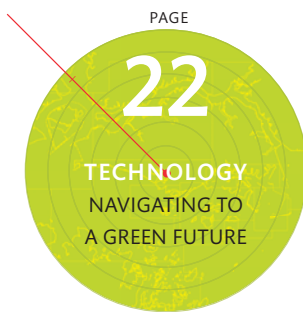 PAGE
22
TECHNOLOGY
NAVIGATING TO
A GREEN FUTURE